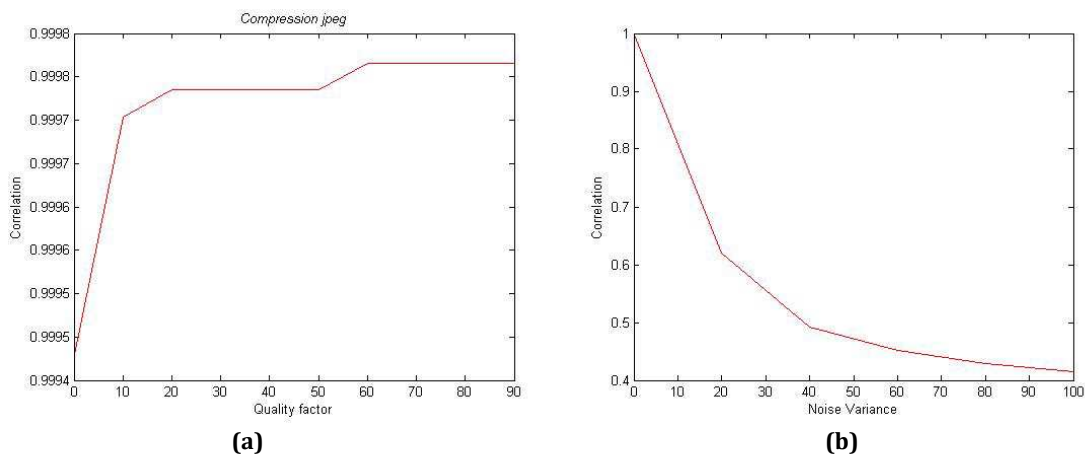 Compression jpeg
0.9998
0.9998
0.9997
0.9997
0.9996
0.9996
0.9995
0.9995
0.9994
Correlation
0 10 20 30 40 50 60 70 80 90
Quality factor
(a)
1
0.9
0.8
0.7
0.6
0.5
0.4
Correlation
0 10 20 30 40 50 60 70 80 90 100
Noise Variance
(b)